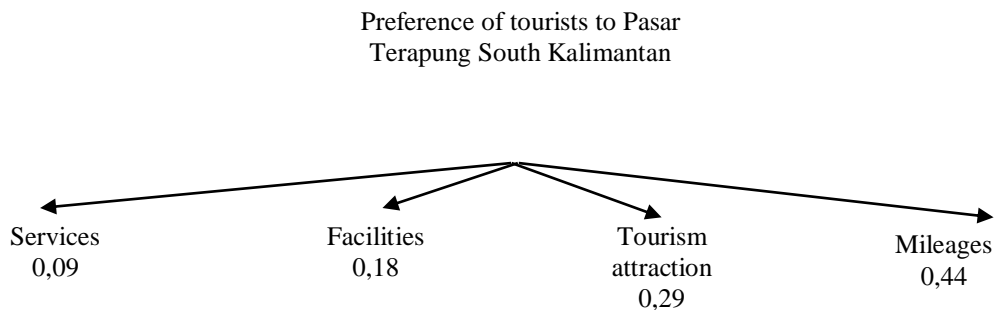 Preference of tourists to Pasar
Terapung South Kalimantan
Services
0,09
Facilities
0,18
Tourism
attraction
0,29
Mileages
0,44